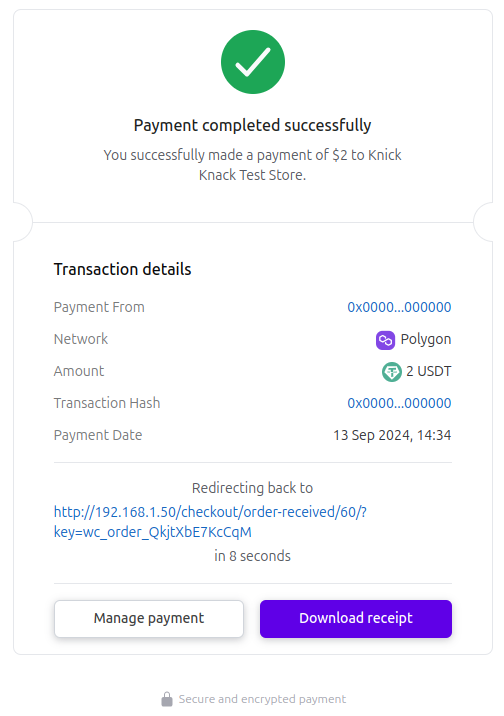 Payment completed successfully
You successfully made a payment of $2 to Knick
Knack Test Store.
Transaction details
Payment From 0x0000...000000
Network Polygon
Amount 2 USDT
Transaction Hash 0x0000...000000
Payment Date 13 Sep 2024, 14:34
Redirecting back to
http://192.168.1.50/checkout/order-received/60/?
key=wc_order_QkjtXbE7KcCqM
in 8 seconds
Manage payment Download receipt
Secure and encrypted payment